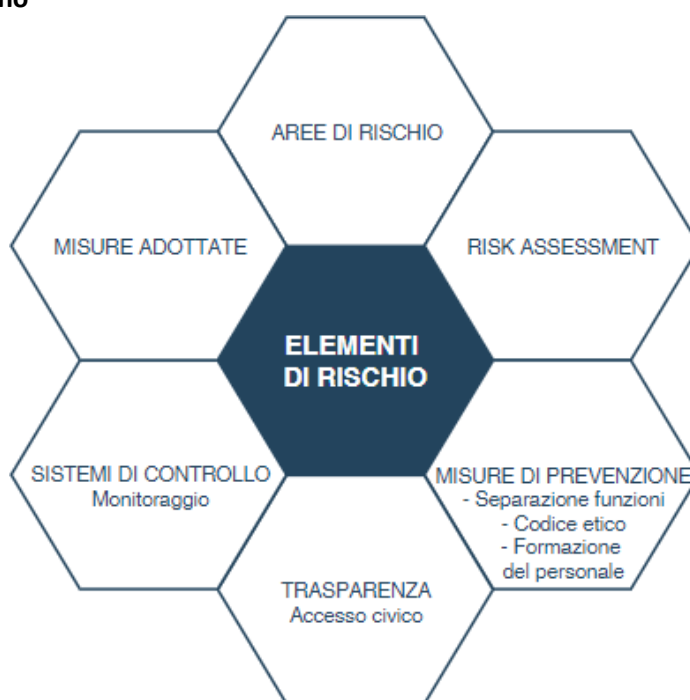 AREE DI RISCHIO
MISURE ADOTTATE
RISK ASSESSMENT
ELEMENTI
DI RISCHIO
SISTEMI DI CONTROLLO
Monitoraggio
MISURE DI PREVENZIONE
- Separazione funzioni
- Codice etico
- Formazione
del personale
TRASPARENZA
Accesso civico